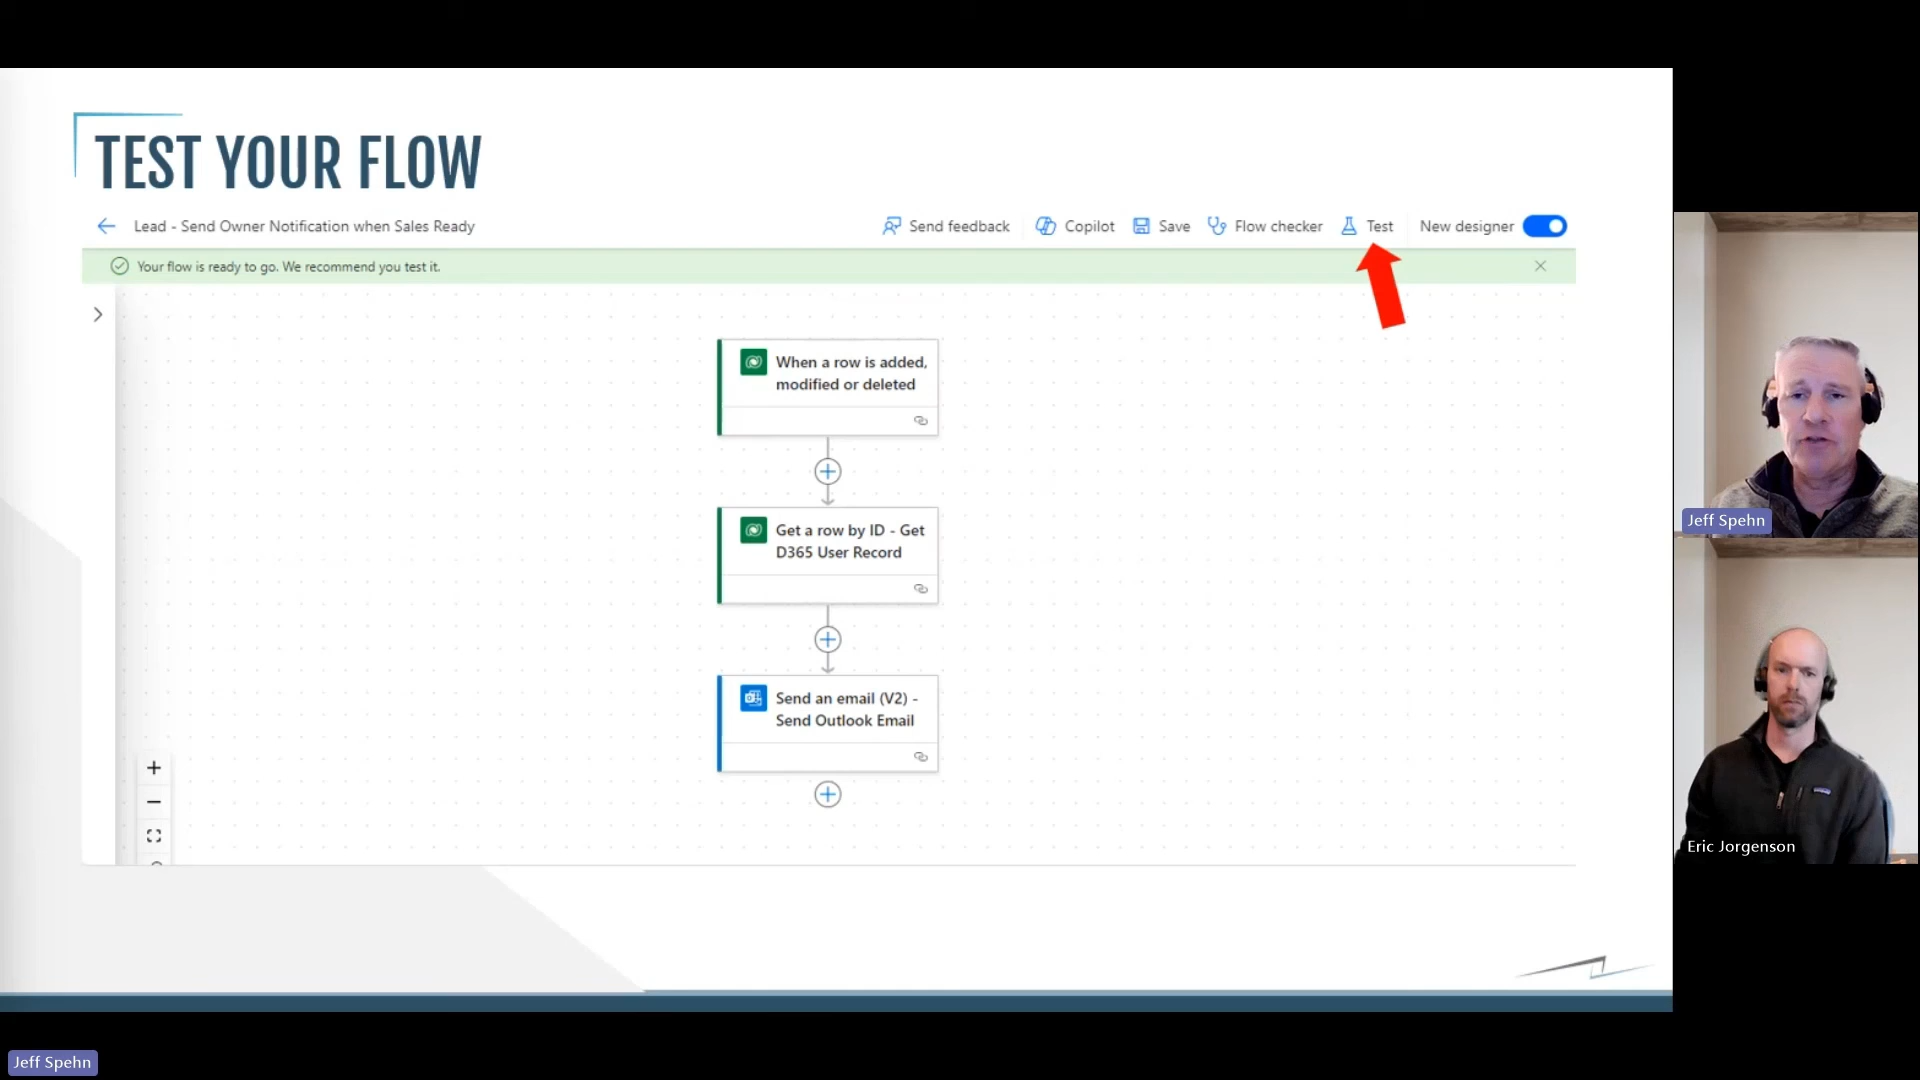 TEST YOUR FLOW
Lead - Send Owner Notification when Sales Ready
Send feedback
Copilot
Save
Flow checker
Test
New designer
Your flow is ready to go. We recommend you test it.
When a row is added,
modified or deleted
Get a row by ID - Get
D365 User Record
Send an email (V2) -
Send Outlook Email
Jeff Spehn
Eric Jorgenson
Jeff Spehn